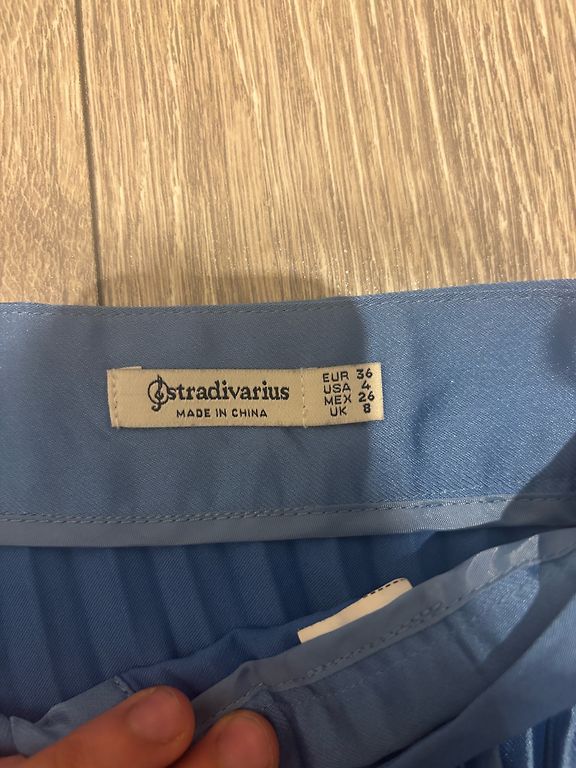 stradivarius
MADE IN CHINA
EUR 36
USA 4
MEX 26
UK 8